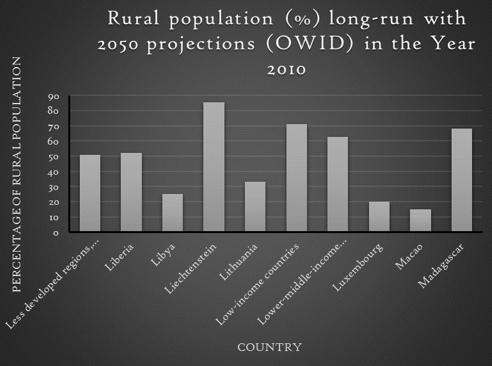 Rural population (%) long-run with
2050 projections (OWID) in the Year
2010
PERCENTAGE OF RURAL POPULATION
90
80
70
60
50
40
30
20
10
0
Less developed regions,...
Liberia
Libya
Liechtenstein
Lithuania
Low-income countries
Lower-middle-income...
Luxembourg
Macao
Madagascar
COUNTRY